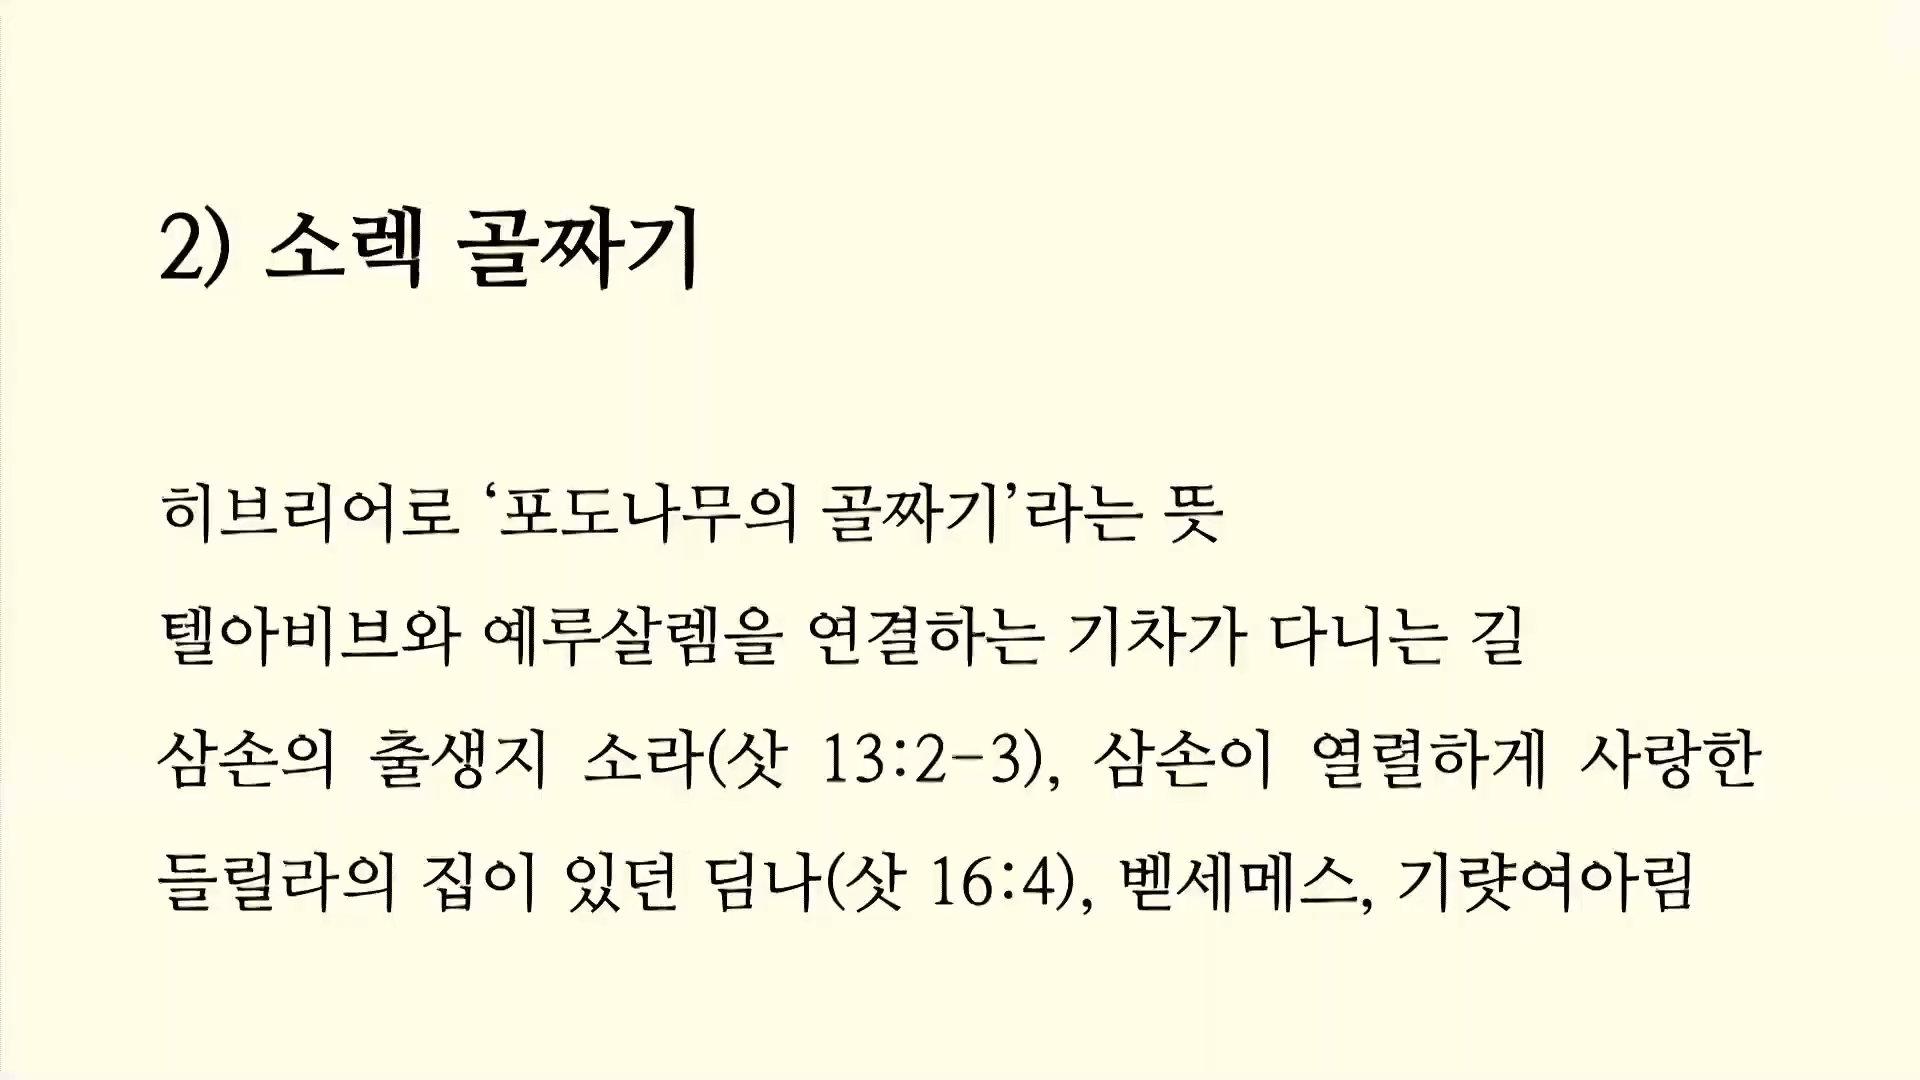 2) 소렉 골짜기
히브리어로 ‘포도나무의 골짜기’라는 뜻
텔아비브와 예루살렘을 연결하는 기차가 다니는 길
삼손의 출생지 소라(삿 13:2-3), 삼손이 열렬하게 사랑한
들릴라의 집이 있던 딤나(삿 16:4), 벧세메스, 기럇여아림